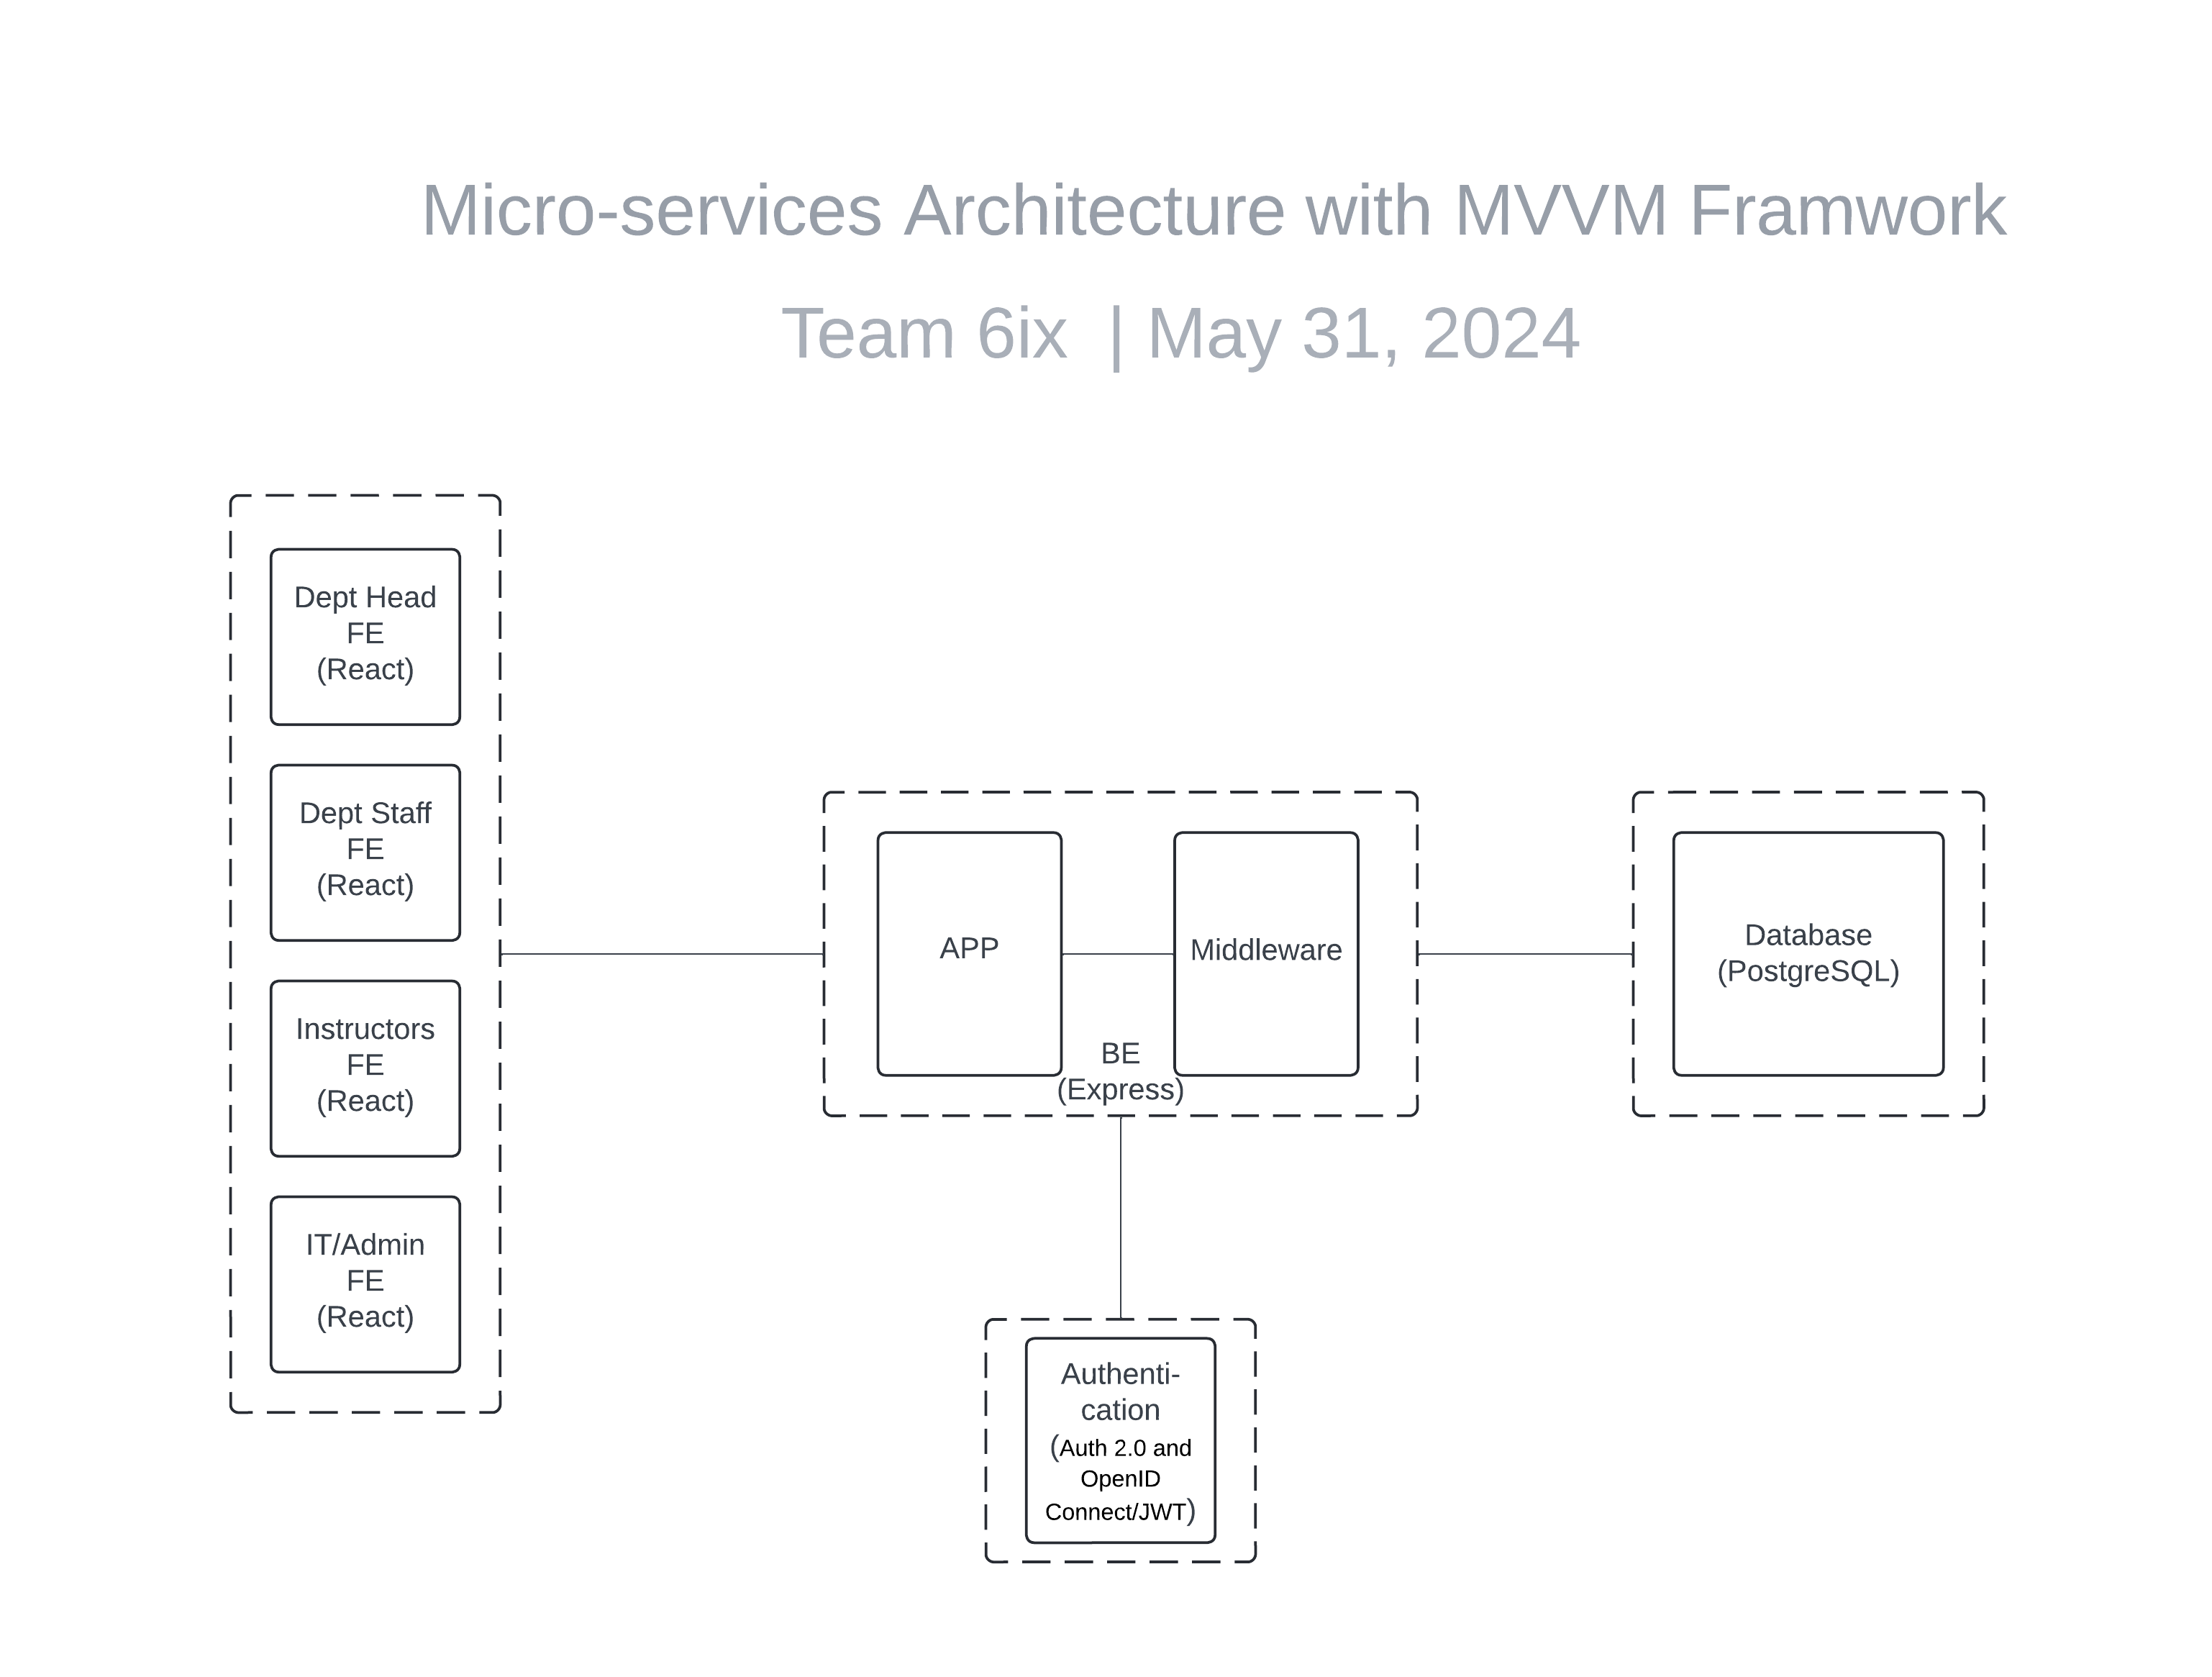 Micro-services Architecture with MVVM Framwork
Team 6ix | May 31, 2024
Dept Head
FE
(React)
Dept Staff
FE
(React)
Instructors
FE
(React)
IT/Admin
FE
(React)
APP
Middleware
BE
(Express)
Database
(PostgreSQL)
Authenti-
cation
(Auth 2.0 and
OpenID
Connect/JWT)